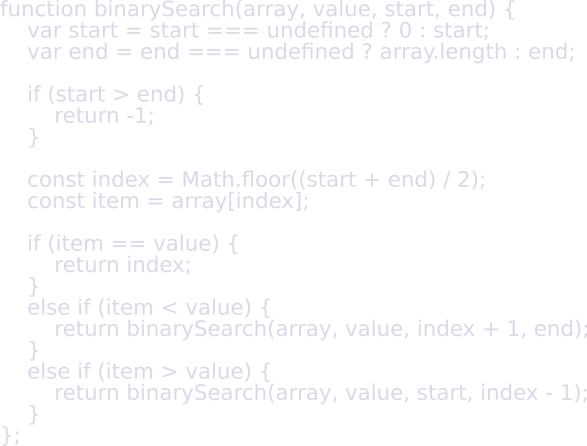 function binarySearch(array, value, start, end) {
    var start = start === undefined ? 0 : start;
    var end = end === undefined ? array.length : end;

    if (start > end) {
        return -1;
    }

    const index = Math.floor((start + end) / 2);
    const item = array[index];

    if (item == value) {
        return index;
    }
    else if (item < value) {
        return binarySearch(array, value, index + 1, end);
    }
    else if (item > value) {
        return binarySearch(array, value, start, index - 1);
    }
};